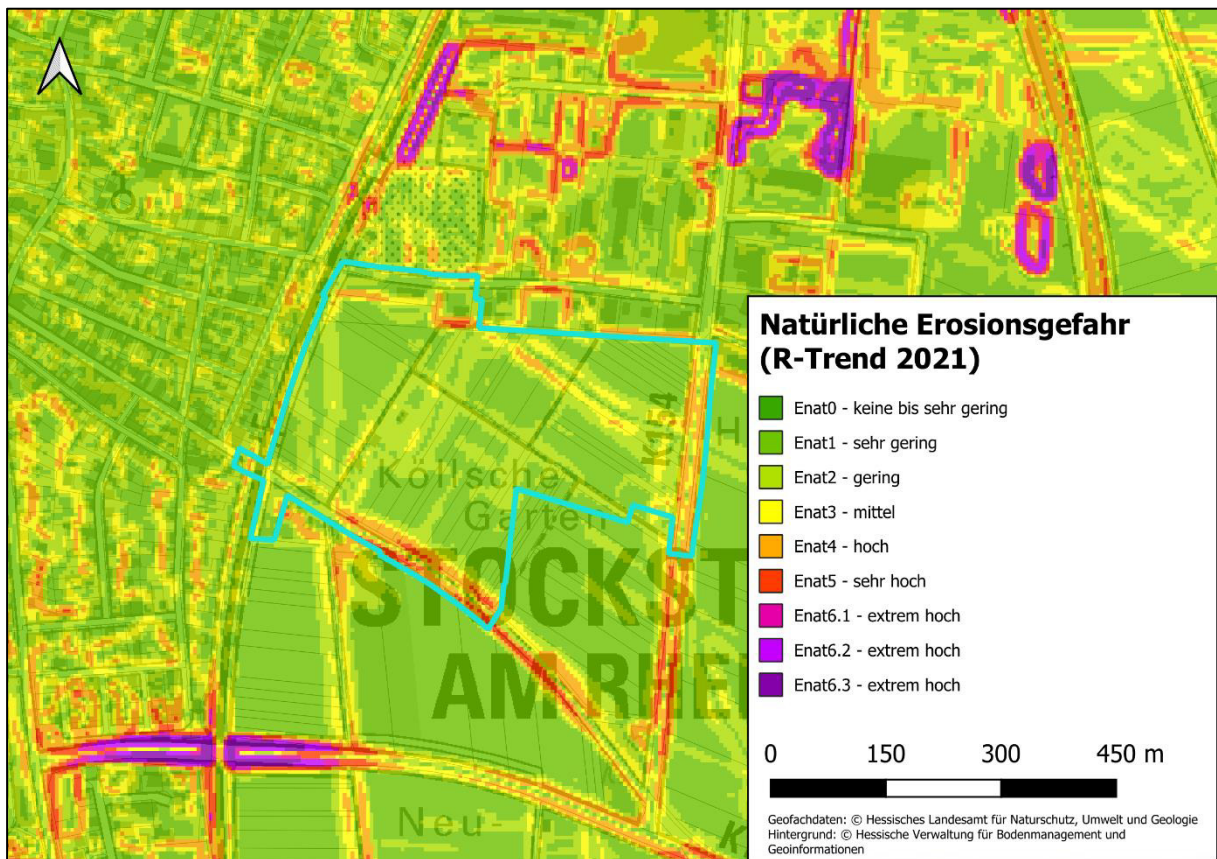 Köllsche
Garten
K154
H
STOCKST
AM RHE
Neu-
K
Natürliche Erosionsgefahr
(R-Trend 2021)
Enat0 - keine bis sehr gering
Enat1 - sehr gering
Enat2 - gering
Enat3 - mittel
Enat4 - hoch
Enat5 - sehr hoch
Enat6.1 - extrem hoch
Enat6.2 - extrem hoch
Enat6.3 - extrem hoch
0 150 300 450 m
Geofachdaten: © Hessisches Landesamt für Naturschutz, Umwelt und Geologie
Hintergrund: © Hessische Verwaltung für Bodenmanagement und
Geoinformationen